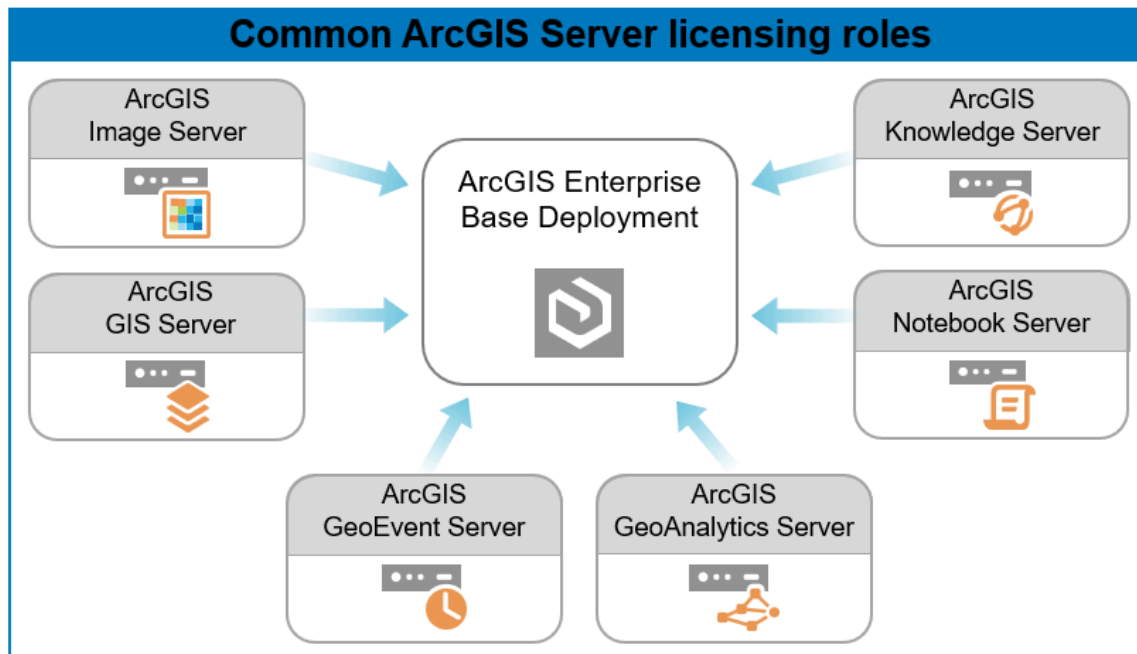 Common ArcGIS Server licensing roles
ArcGIS
Image Server
ArcGIS
Knowledge Server
ArcGIS Enterprise
Base Deployment
ArcGIS
GIS Server
ArcGIS
Notebook Server
ArcGIS
GeoEvent Server
ArcGIS
GeoAnalytics Server